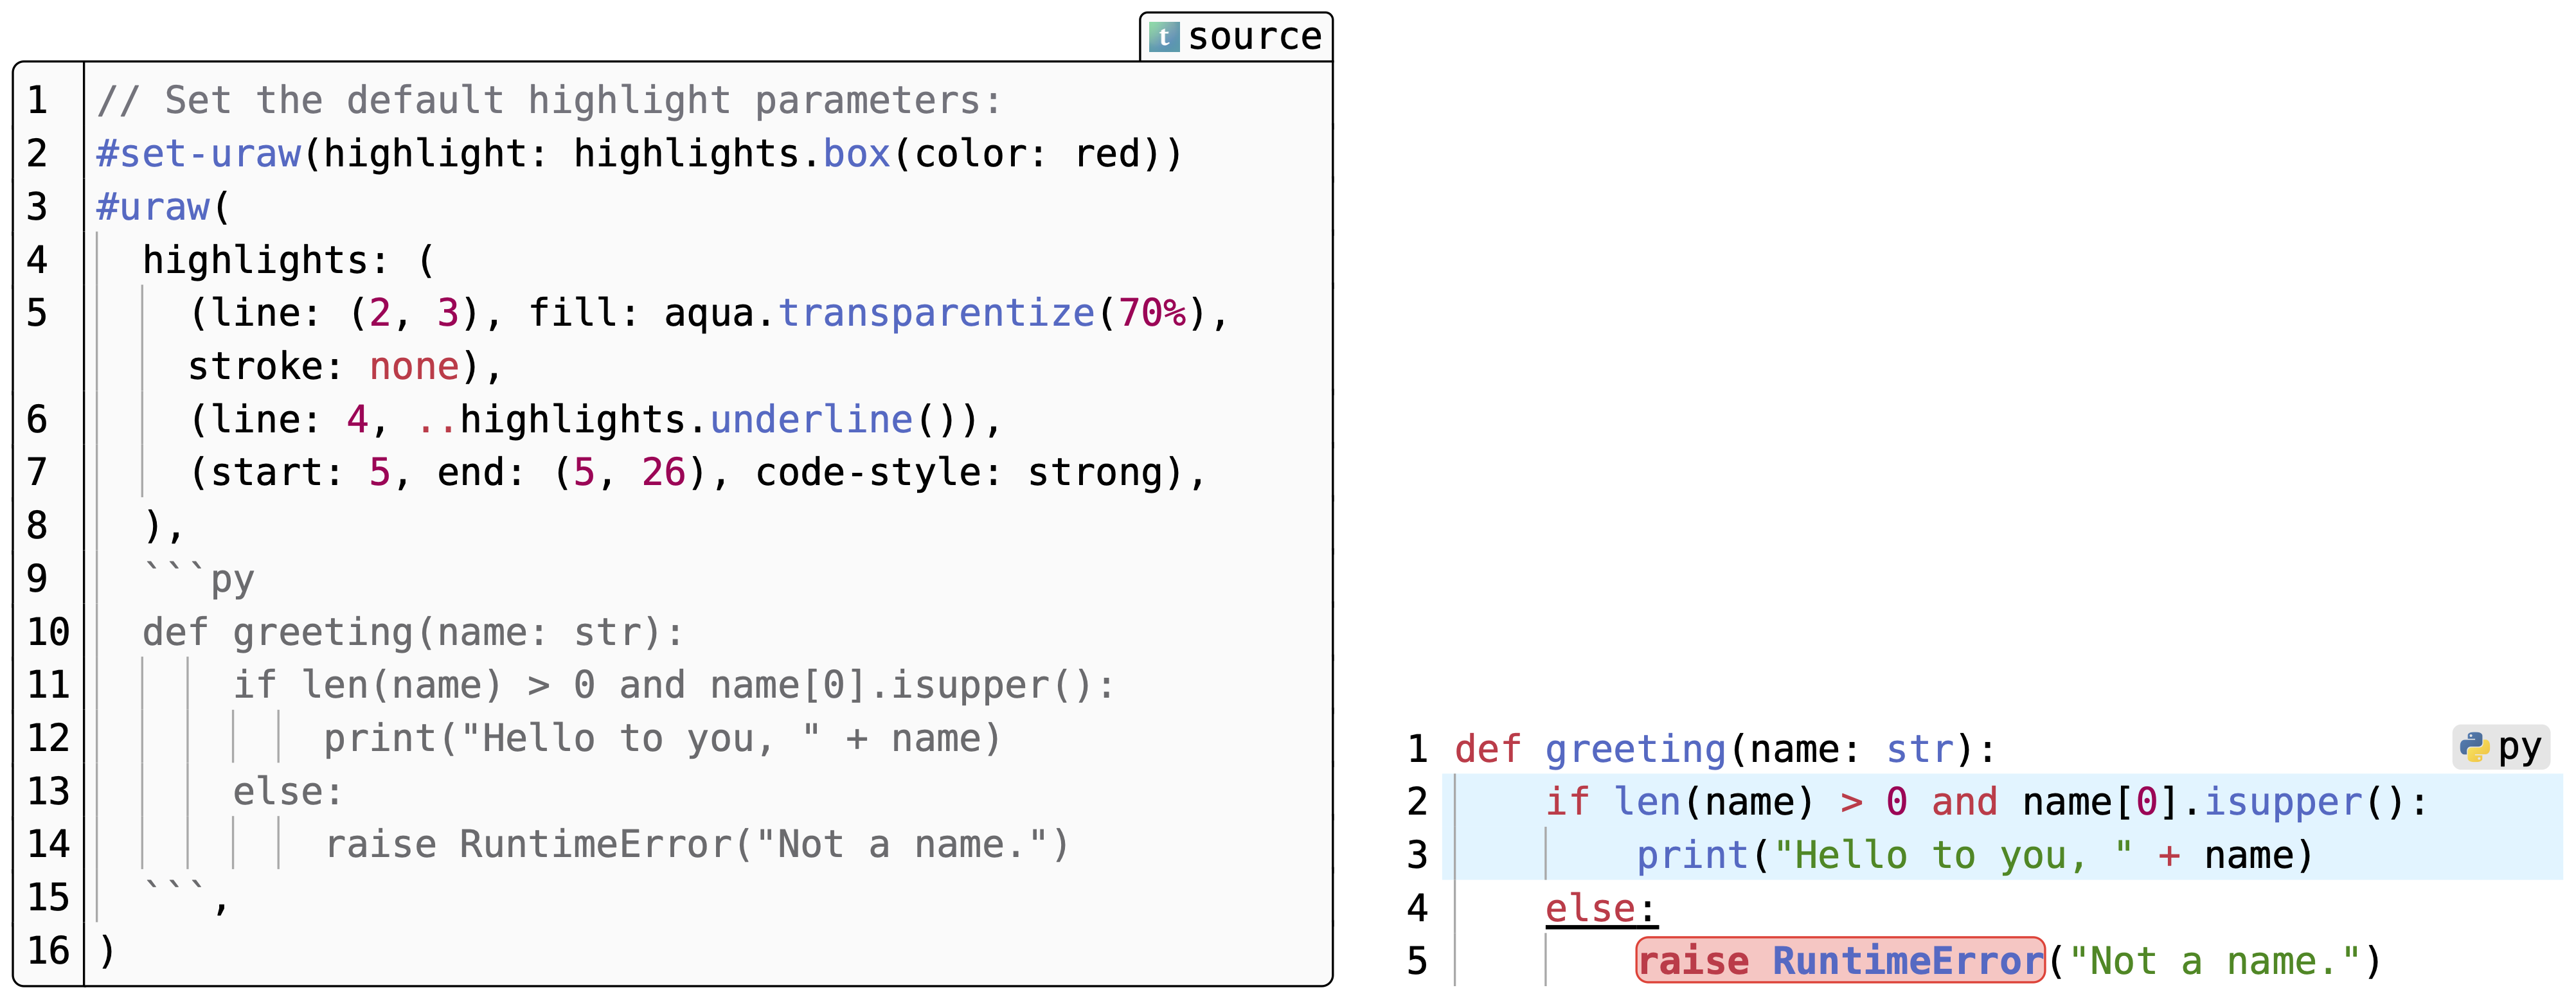 source
1 // Set the default highlight parameters:
2 #set-uraw(highlight: highlights.box(color: red))
3 #uraw(
4   highlights: (
5     (line: (2, 3), fill: aqua.transparentize(70%),
    stroke: none),
6     (line: 4, ..highlights.underline()),
7     (start: 5, end: (5, 26), code-style: strong),
8   ),
9   ```py
10   def greeting(name: str):
11       if len(name) > 0 and name[0].isupper():
12           print("Hello to you, " + name)
13       else:
14           raise RuntimeError("Not a name.")
15   ```,
16 )
1 def greeting(name: str): py
2     if len(name) > 0 and name[0].isupper():
3         print("Hello to you, " + name)
4     else:
5         raise RuntimeError("Not a name.")